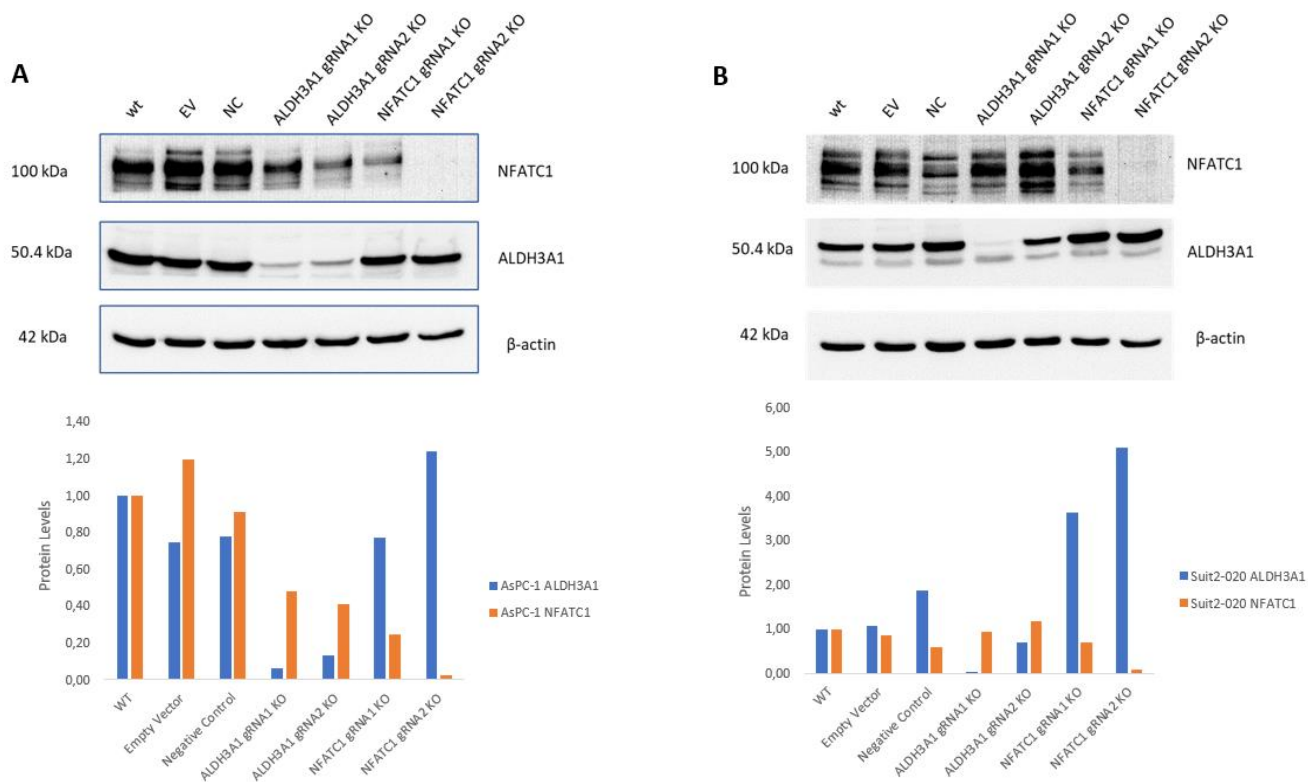 A
wt
EV
NC
ALDH3A1 gRNA1 KO
ALDH3A1 gRNA2 KO
NFATC1 gRNA1 KO
NFATC1 gRNA2 KO
100 kDa
NFATC1
50.4 kDa
ALDH3A1
42 kDa
β-actin
1,40
1,20
1,00
0,80
0,60
0,40
0,20
0,00
Protein Levels
WT
Empty Vector
Negative Control
ALDH3A1 gRNA1 KO
ALDH3A1 gRNA2 KO
NFATC1 gRNA1 KO
NFATC1 gRNA2 KO
AsPC-1 ALDH3A1
AsPC-1 NFATC1
B
wt
EV
NC
ALDH3A1 gRNA1 KO
ALDH3A1 gRNA2 KO
NFATC1 gRNA1 KO
NFATC1 gRNA2 KO
100 kDa
NFATC1
50.4 kDa
ALDH3A1
42 kDa
β-actin
6,00
5,00
4,00
3,00
2,00
1,00
0,00
Protein Levels
WT
Empty Vector
Negative Control
ALDH3A1 gRNA1 KO
ALDH3A1 gRNA2 KO
NFATC1 gRNA1 KO
NFATC1 gRNA2 KO
Suit2-020 ALDH3A1
Suit2-020 NFATC1